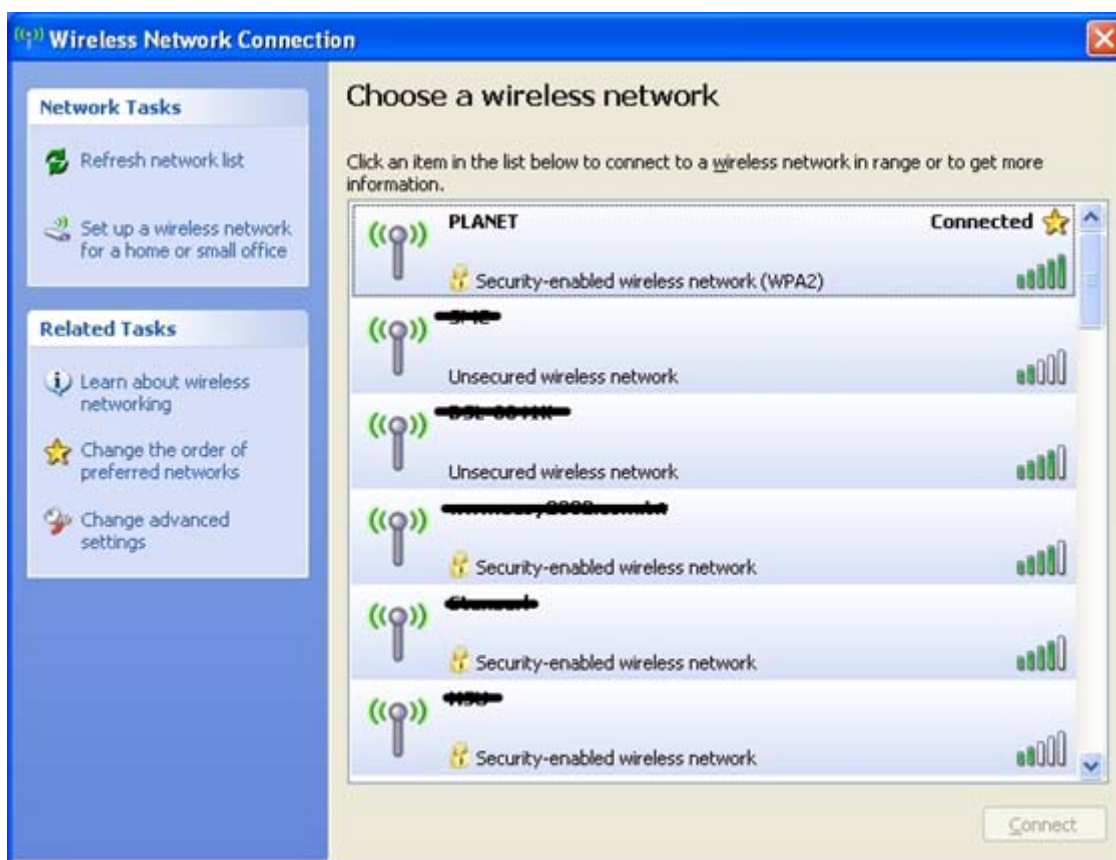 Wireless Network Connection
Network Tasks
Refresh network list
Set up a wireless network
for a home or small office
Related Tasks
Learn about wireless
networking
Change the order of
preferred networks
Change advanced
settings
Choose a wireless network
Click an item in the list below to connect to a wireless network in range or to get more
information.
PLANET Connected
Security-enabled wireless network (WPA2)
Unsecured wireless network
Unsecured wireless network
Security-enabled wireless network
Security-enabled wireless network
Security-enabled wireless network
Connect